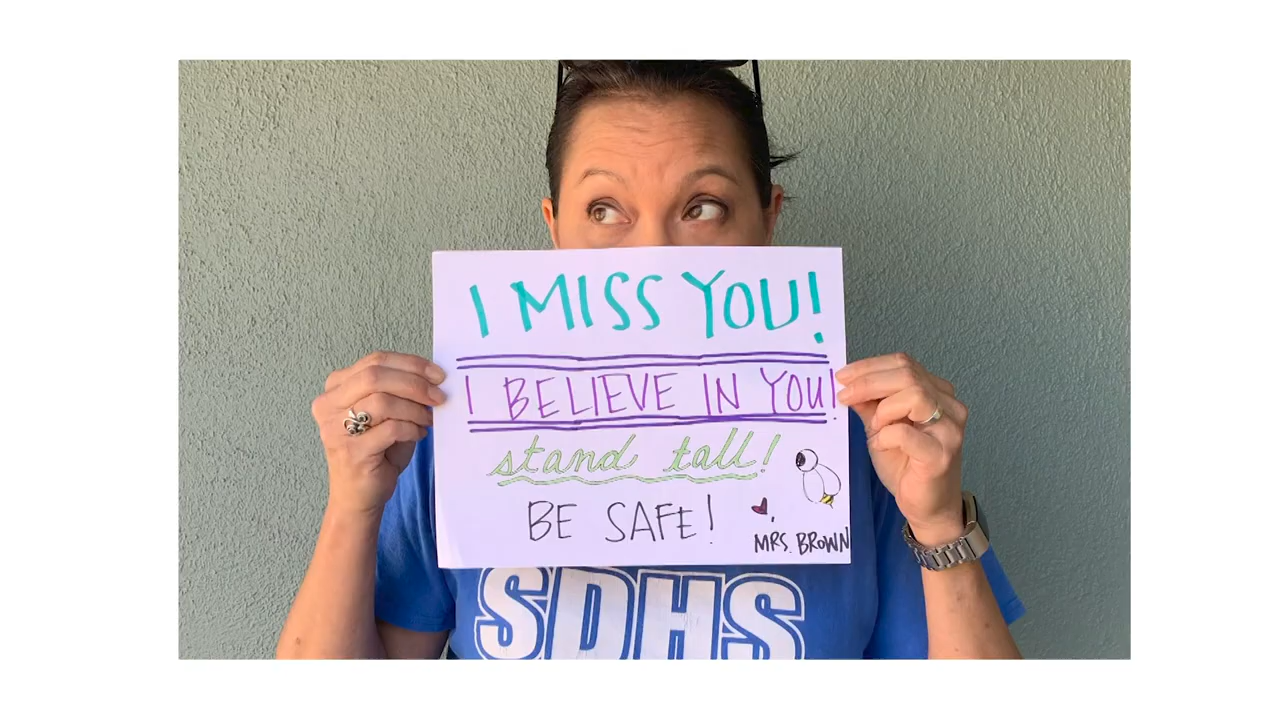 I MISS YOU!
I BELIEVE IN YOU!
stand tall!
BE SAFE!
MRS. BROWN
SDHS